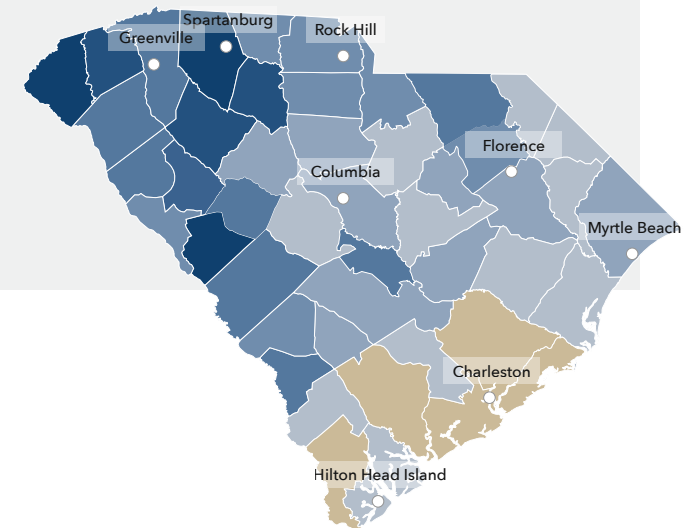 Spartanburg
Greenville
Rock Hill
Florence
Columbia
Myrtle Beach
Charleston
Hilton Head Island